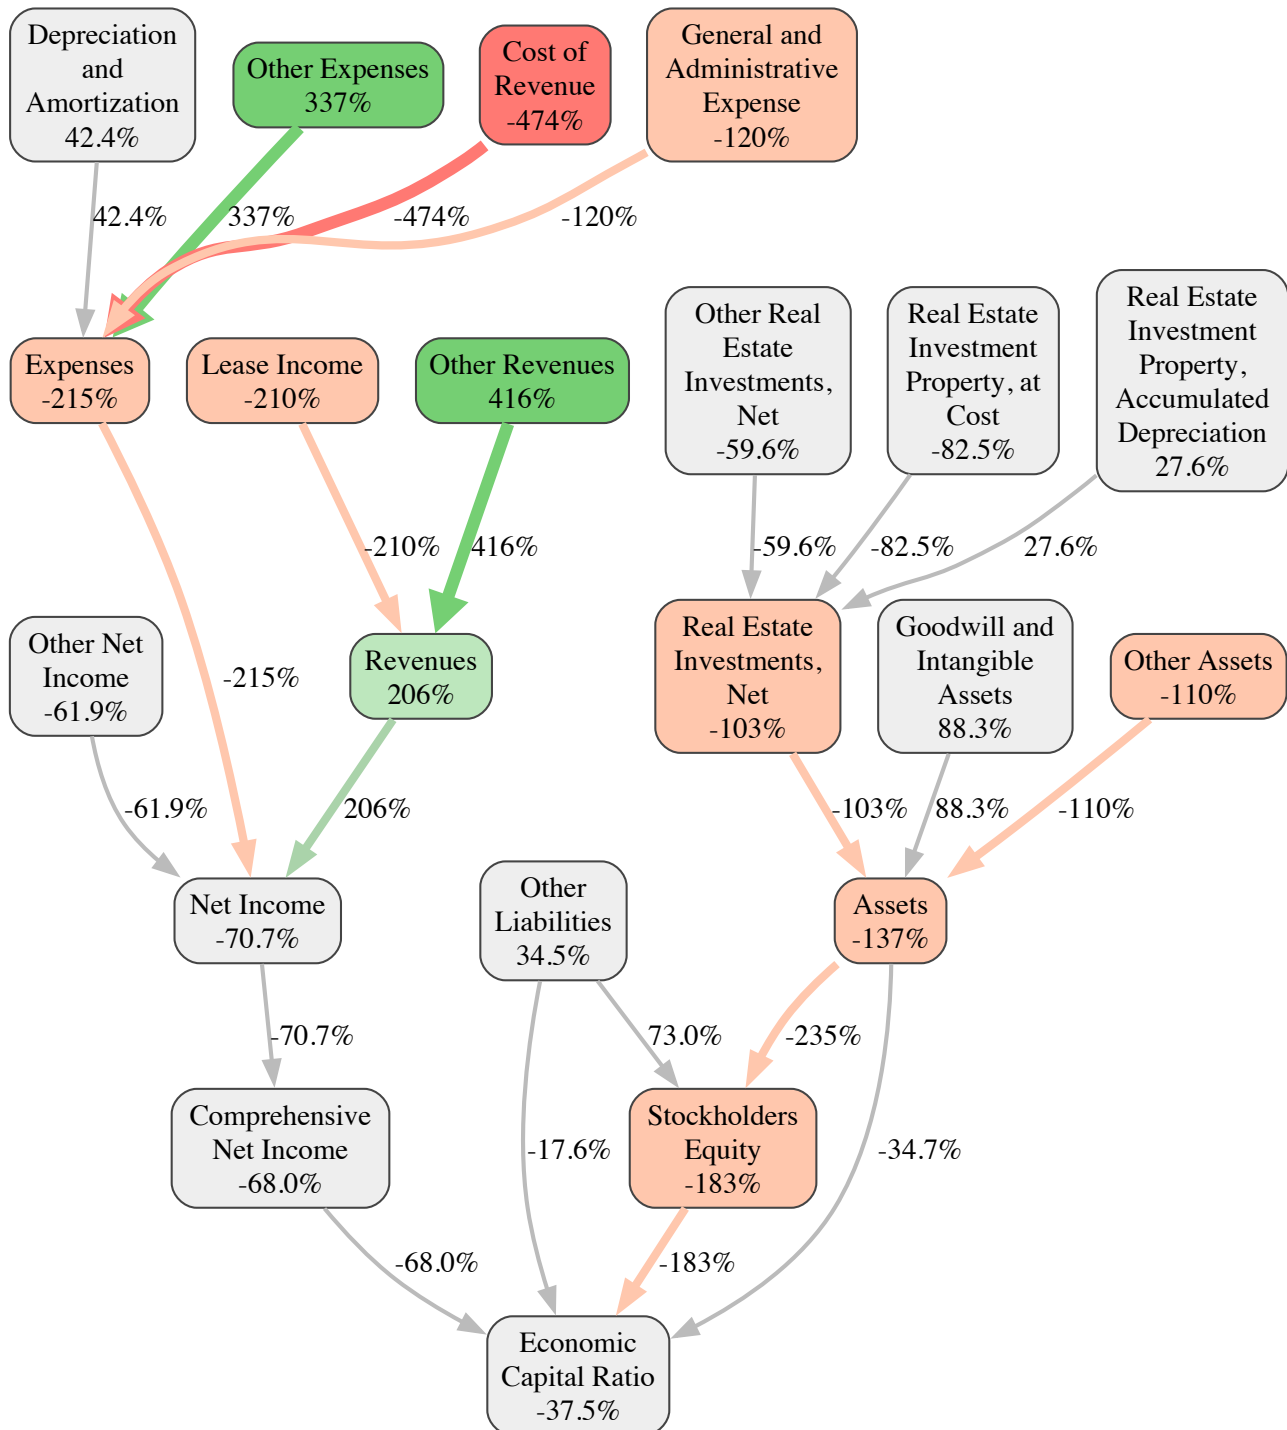 Depreciation
and
Amortization
42.4%
Other Expenses
337%
Cost of
Revenue
-474%
General and
Administrative
Expense
-120%
42.4%
337%
-474%
-120%
Expenses
-215%
Lease Income
-210%
Other Revenues
416%
Other Real
Estate
Investments,
Net
-59.6%
Real Estate
Investment
Property, at
Cost
-82.5%
Real Estate
Investment
Property,
Accumulated
Depreciation
27.6%
-210%
416%
-59.6%
-82.5%
27.6%
Other Net
Income
-61.9%
-215%
Revenues
206%
Real Estate
Investments,
Net
-103%
Goodwill and
Intangible
Assets
88.3%
Other Assets
-110%
-61.9%
206%
-103%
88.3%
-110%
Net Income
-70.7%
Other
Liabilities
34.5%
Assets
-137%
-70.7%
73.0%
-235%
Comprehensive
Net Income
-68.0%
-17.6%
Stockholders
Equity
-183%
-34.7%
-68.0%
-183%
Economic
Capital Ratio
-37.5%